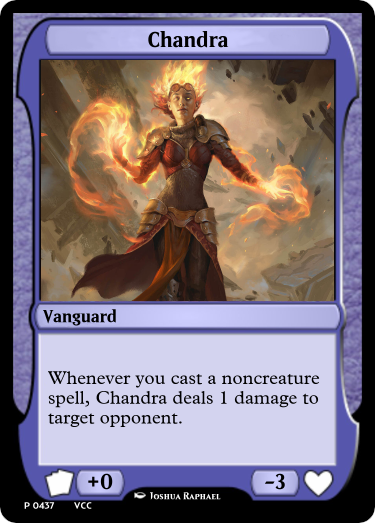 Chandra
Vanguard
Whenever you cast a noncreature
spell, Chandra deals 1 damage to
target opponent.
+0
-3
Joshua Raphael
P 0437 VCC